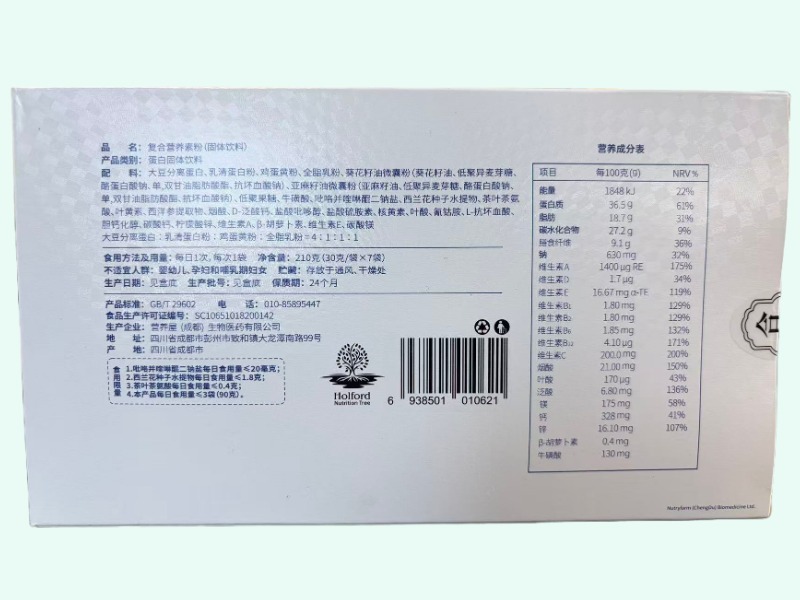 品 名：复合营养素粉(固体饮料)
产品类别：蛋白固体饮料
配 料：大豆分离蛋白、乳清蛋白粉、鸡蛋黄粉、全脂乳粉、葵花籽油微囊粉(葵花籽油、低聚异麦芽糖、
酪蛋白酸钠、单,双甘油脂肪酸酯、抗坏血酸钠)、亚麻籽油微囊粉(亚麻籽油、低聚异麦芽糖、酪蛋白酸钠、
单,双甘油脂肪酸酯、抗坏血酸钠)、低聚果糖、牛磺酸、吡咯并喹啉醌二钠盐、西兰花种子水提物、茶叶茶氨
酸、叶黄素、西洋参提取物、烟酸、D-泛酸钙、盐酸吡哆醇、盐酸硫胺素、核黄素、叶酸、氰钴胺、L-抗坏血酸、
胆钙化醇、碳酸钙、柠檬酸锌、维生素A、β-胡萝卜素、维生素E、碳酸镁
大豆分离蛋白：乳清蛋白粉：鸡蛋黄粉：全脂乳粉=4：1：1：1
食用方法及用量：每日1次,每次1袋 净含量：210克(30克/袋×7袋)
不适宜人群：婴幼儿、孕妇和哺乳期妇女 贮藏：存放于通风、干燥处
生产日期：见盒底 生产批号：见盒底 保质期：24个月
产品标准：GB/T 29602 电 话：010-85895447
食品生产许可证编号：SC10651018200142
生产企业：营养屋(成都)生物医药有限公司
地 址：四川省成都市彭州市致和镇大龙潭南路99号
产 地：四川省成都市
食用限量
1.吡咯并喹啉醌二钠盐每日食用量≤20毫克；
2.西兰花种子水提物每日食用量≤1.8克；
3.茶叶茶氨酸每日食用量≤0.4克；
4.本产品每日食用量≤3袋(90克)。
Holford
Nutrition Tree
6 938501 010621
营养成分表
项目 每100克(g) NRV%
能量 1848 kJ 22%
蛋白质 36.5 g 61%
脂肪 18.7 g 31%
碳水化合物 27.2 g 9%
膳食纤维 9.1 g 36%
钠 630 mg 32%
维生素A 1400 μg RE 175%
维生素D 1.7 μg 34%
维生素E 16.67 mg α-TE 119%
维生素B₁ 1.80 mg 129%
维生素B₂ 1.80 mg 129%
维生素B₆ 1.85 mg 132%
维生素B₁₂ 4.10 μg 171%
维生素C 200.0 mg 200%
烟酸 21.00 mg 150%
叶酸 170 μg 43%
泛酸 6.80 mg 136%
镁 175 mg 58%
钙 328 mg 41%
锌 16.10 mg 107%
β-胡萝卜素 0.4 mg
牛磺酸 130 mg
合
Nutryfarm (Chengdu) Biomedicine Ltd.